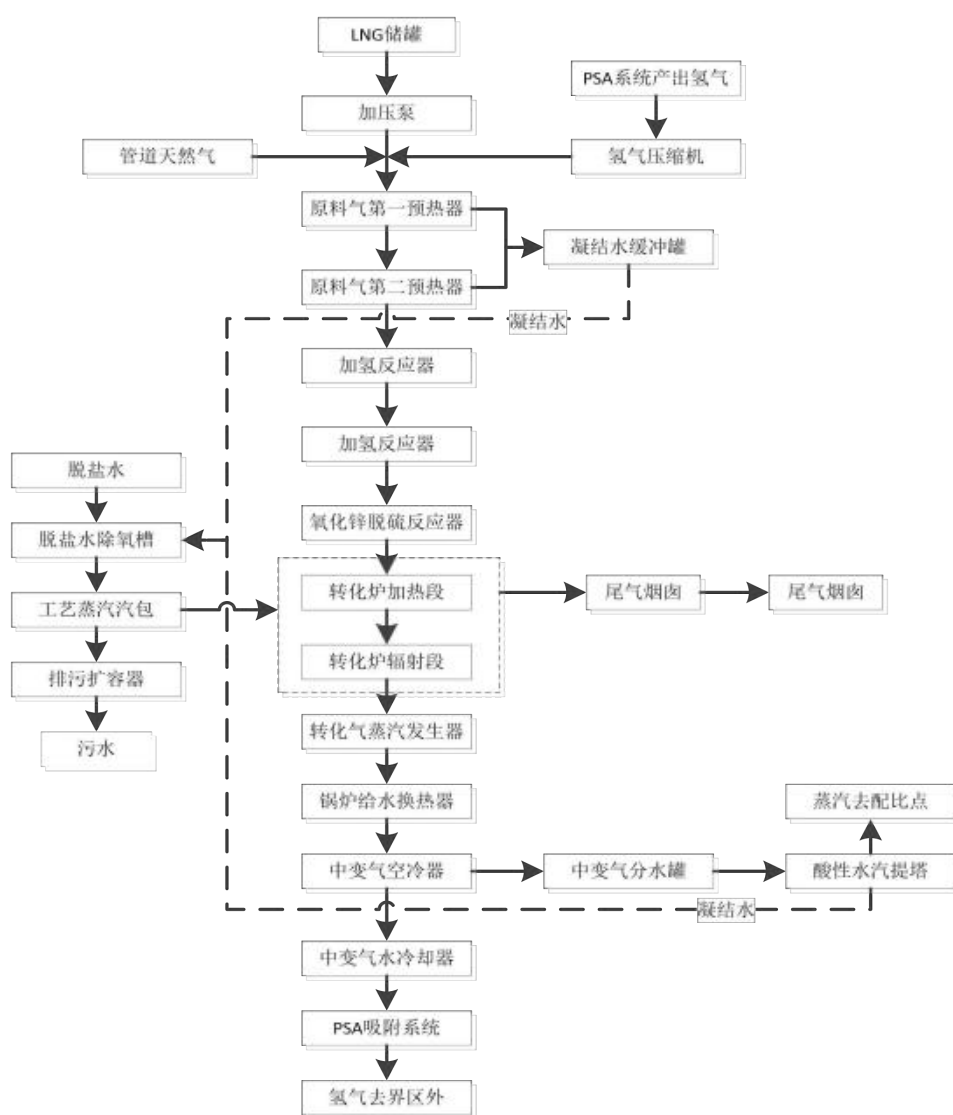 LNG储罐
PSA系统产出氢气
加压泵
管道天然气
氢气压缩机
原料气第一预热器
凝结水缓冲罐
原料气第二预热器
凝结水
加氢反应器
加氢反应器
脱盐水
氧化锌脱硫反应器
脱盐水除氧槽
转化炉加热段
尾气烟囱
尾气烟囱
工艺蒸汽汽包
转化炉辐射段
排污扩容器
转化气蒸汽发生器
污水
锅炉给水换热器
蒸汽去配比点
中变气空冷器
中变气分水罐
酸性水汽提塔
凝结水
中变气水冷却器
PSA吸附系统
氢气去界区外